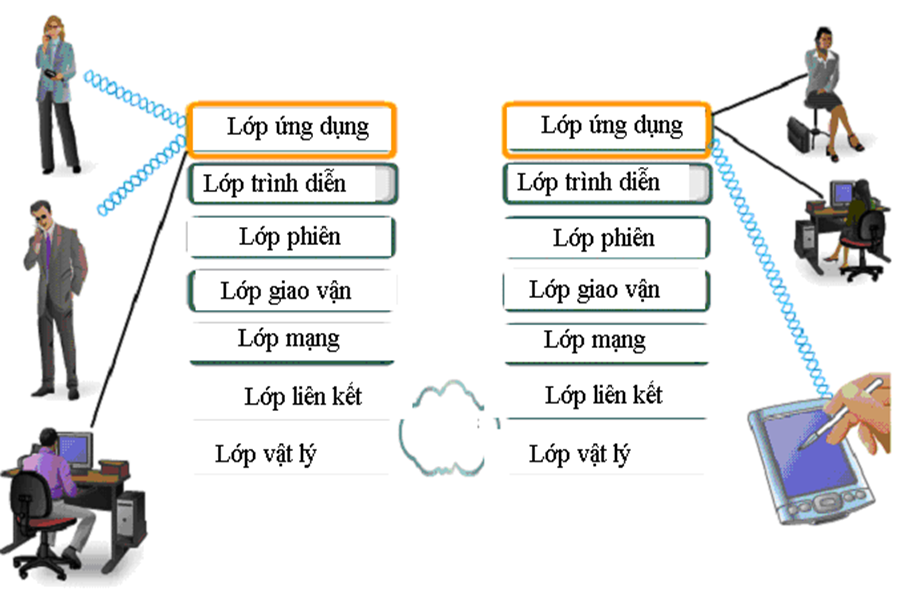 Lớp ứng dụng
Lớp trình diễn
Lớp phiên
Lớp giao vận
Lớp mạng
Lớp liên kết
Lớp vật lý
Lớp ứng dụng
Lớp trình diễn
Lớp phiên
Lớp giao vận
Lớp mạng
Lớp liên kết
Lớp vật lý